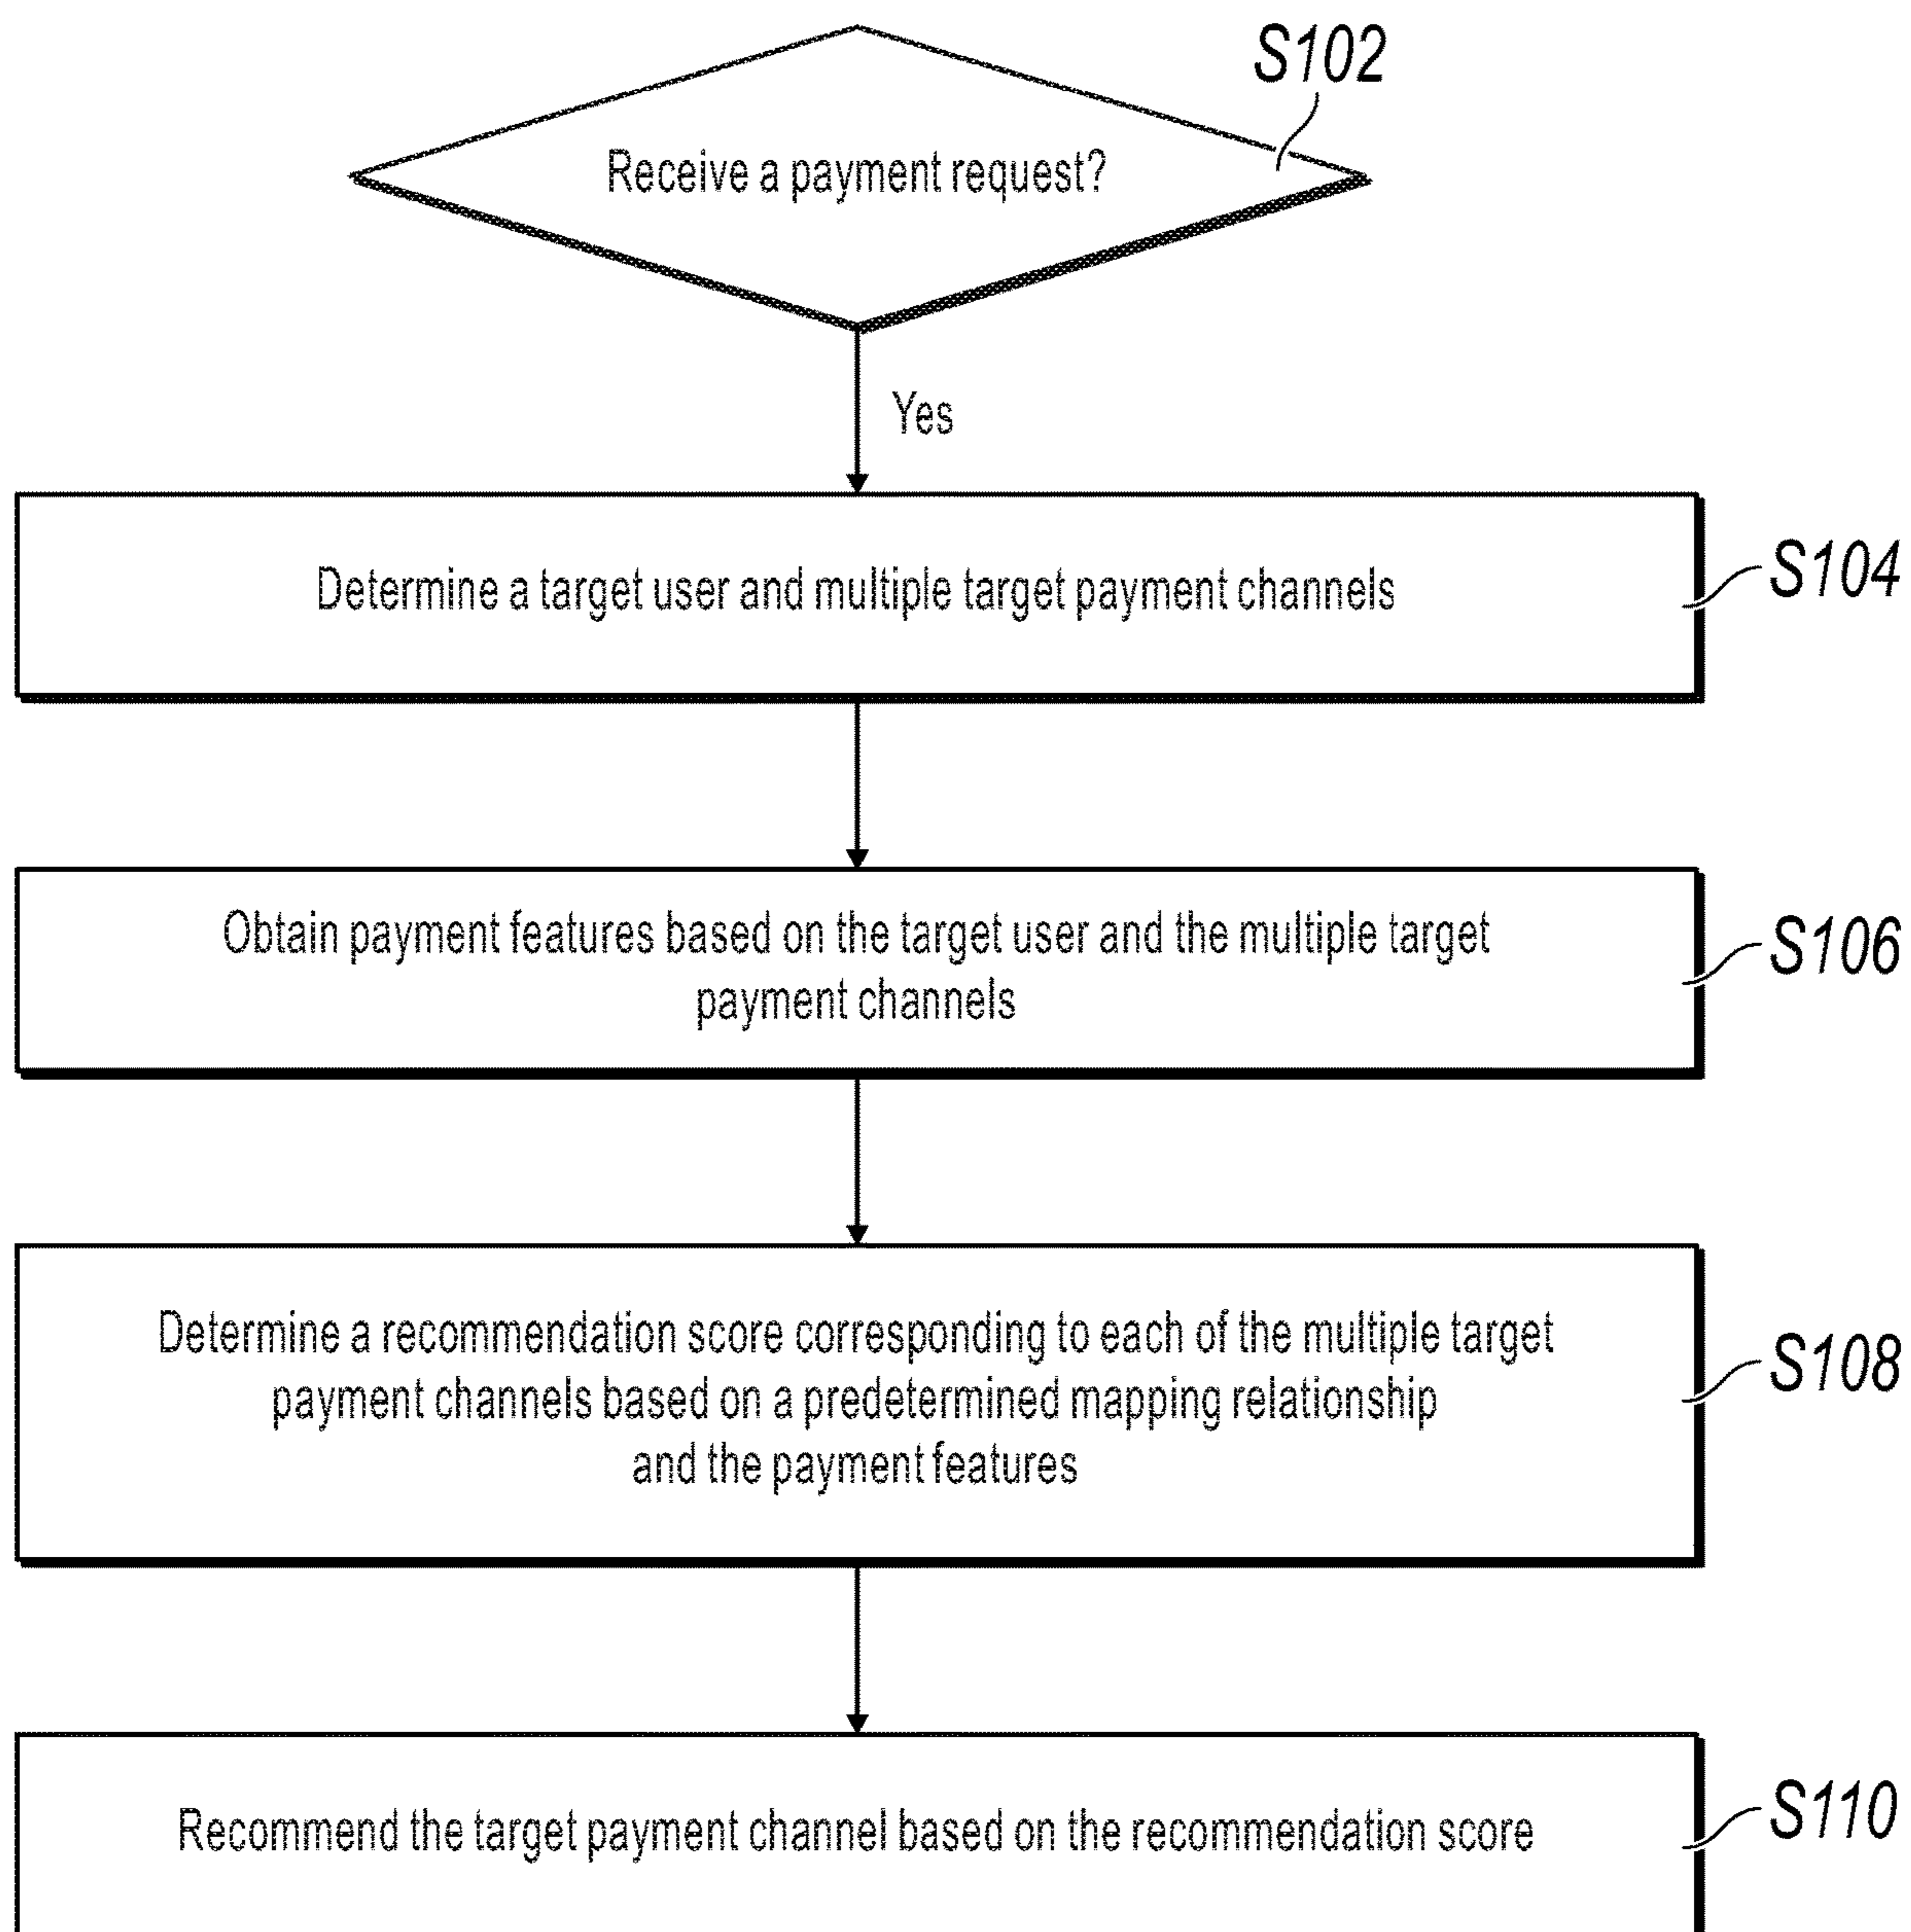 S102
Receive a payment request?
Yes
Determine a target user and multiple target payment channels
S104
Obtain payment features based on the target user and the multiple target
payment channels
S106
Determine a recommendation score corresponding to each of the multiple target
payment channels based on a predetermined mapping relationship
and the payment features
S108
Recommend the target payment channel based on the recommendation score
S110